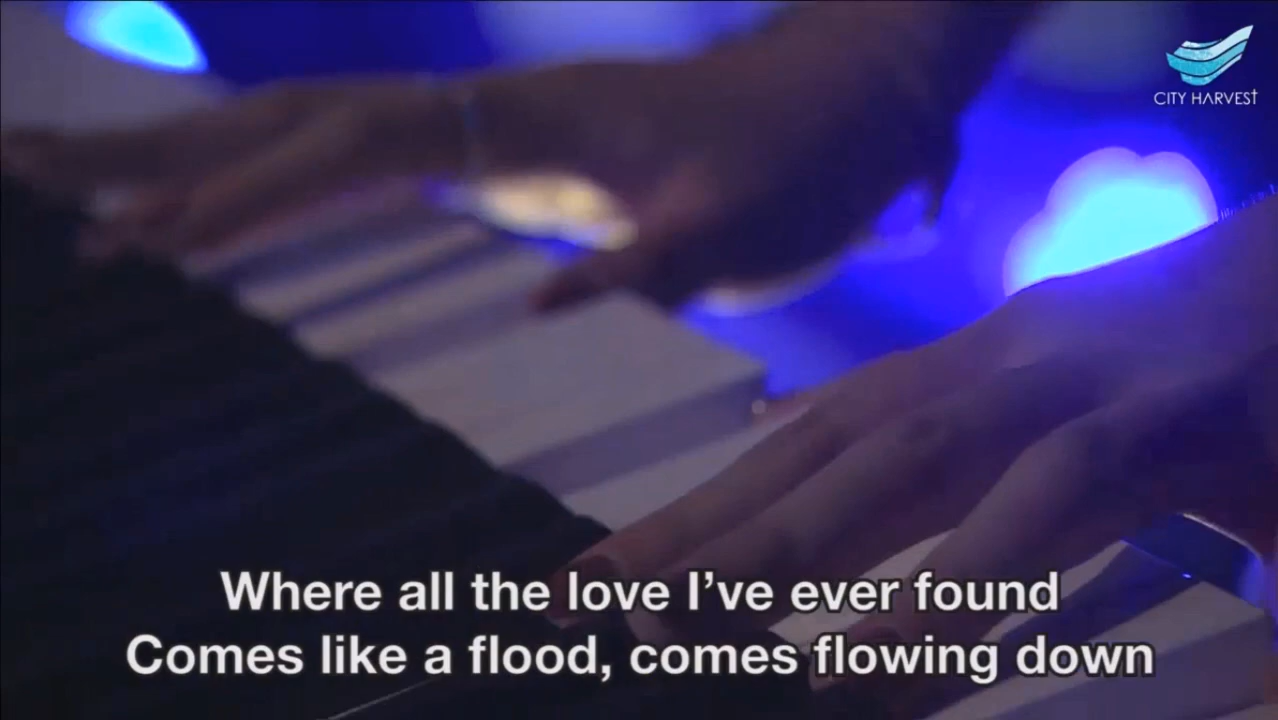 CITY HARVEST
Where all the love I've ever found
Comes like a flood, comes flowing down